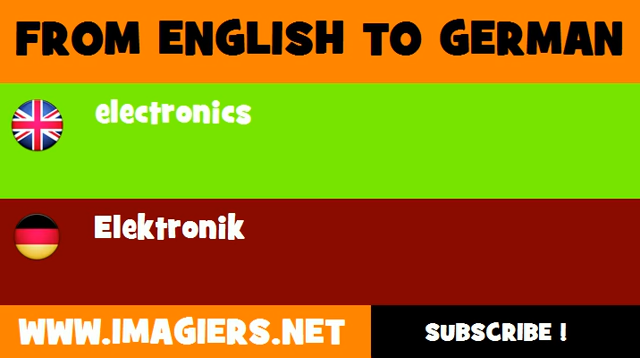 FROM ENGLISH TO GERMAN
electronics
Elektronik
WWW.IMAGIERS.NET
SUBSCRIBE !